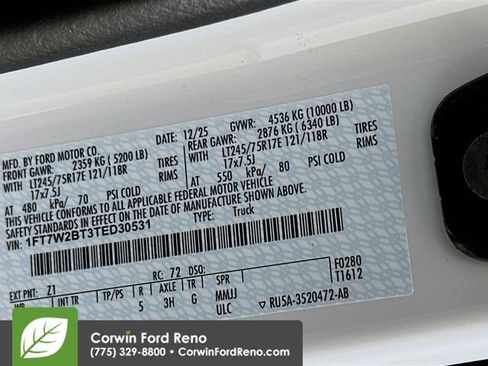 MFD. BY FORD MOTOR CO. 12/25 GVWR: 4536 KG (10000 LB)
FRONT GAWR: 2359 KG ( 5200 LB) REAR GAWR: 2876 KG ( 6340 LB)
WITH LT245/75R17E 121/118R TIRES WITH LT245/75R17E 121/118R TIRES
17x7.5J RIMS 17x7.5J RIMS
AT 480 kPa/ 70 PSI COLD AT 550 kPa/ 80 PSI COLD
THIS VEHICLE CONFORMS TO ALL APPLICABLE FEDERAL MOTOR VEHICLE
SAFETY STANDARDS IN EFFECT ON THE DATE OF MANUFACTURE SHOWN ABOVE.
VIN: 1FT7W2BT3TED30531 Truck
F0280
T1612
EXT PNT: Z1 RC: 72 DSO:
WB INT TR TP/PS R AXLE TR SPR
5 3H G MMJJ
ULC RU5A-3520472-AB
Corwin Ford Reno
(775) 329-8800 • CorwinFordReno.com